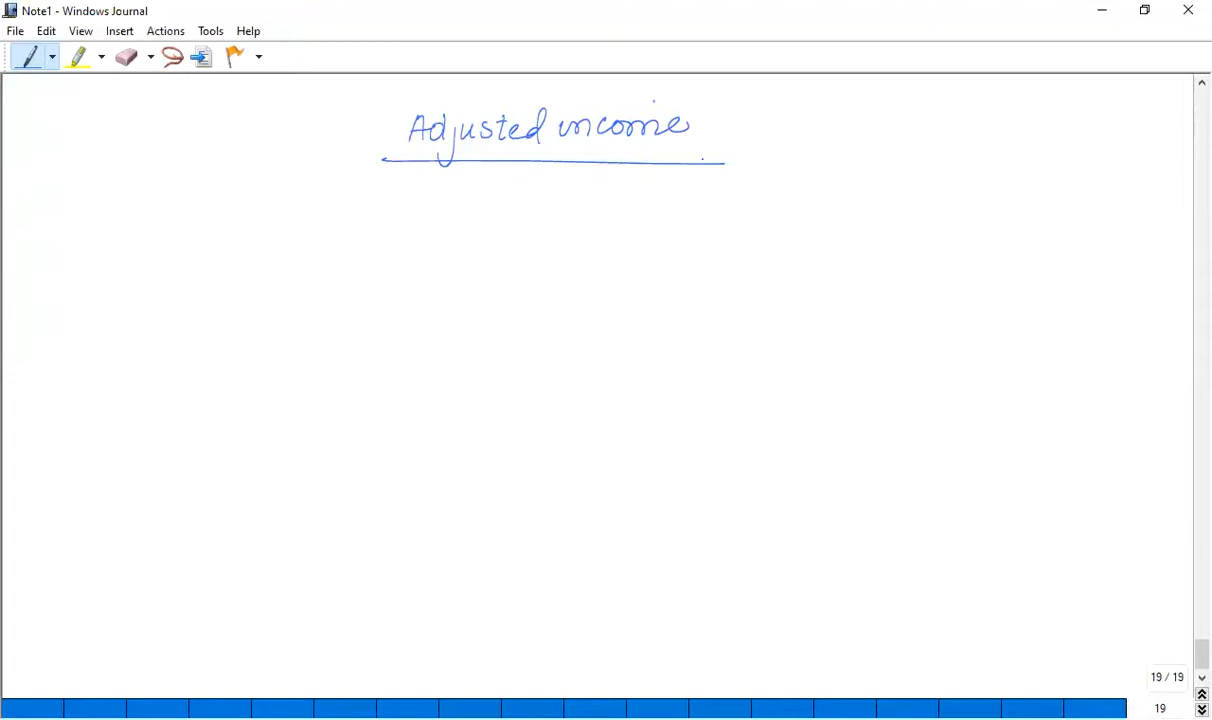 Note1 - Windows Journal
File Edit View Insert Actions Tools Help
Adjusted income
19 / 19
19